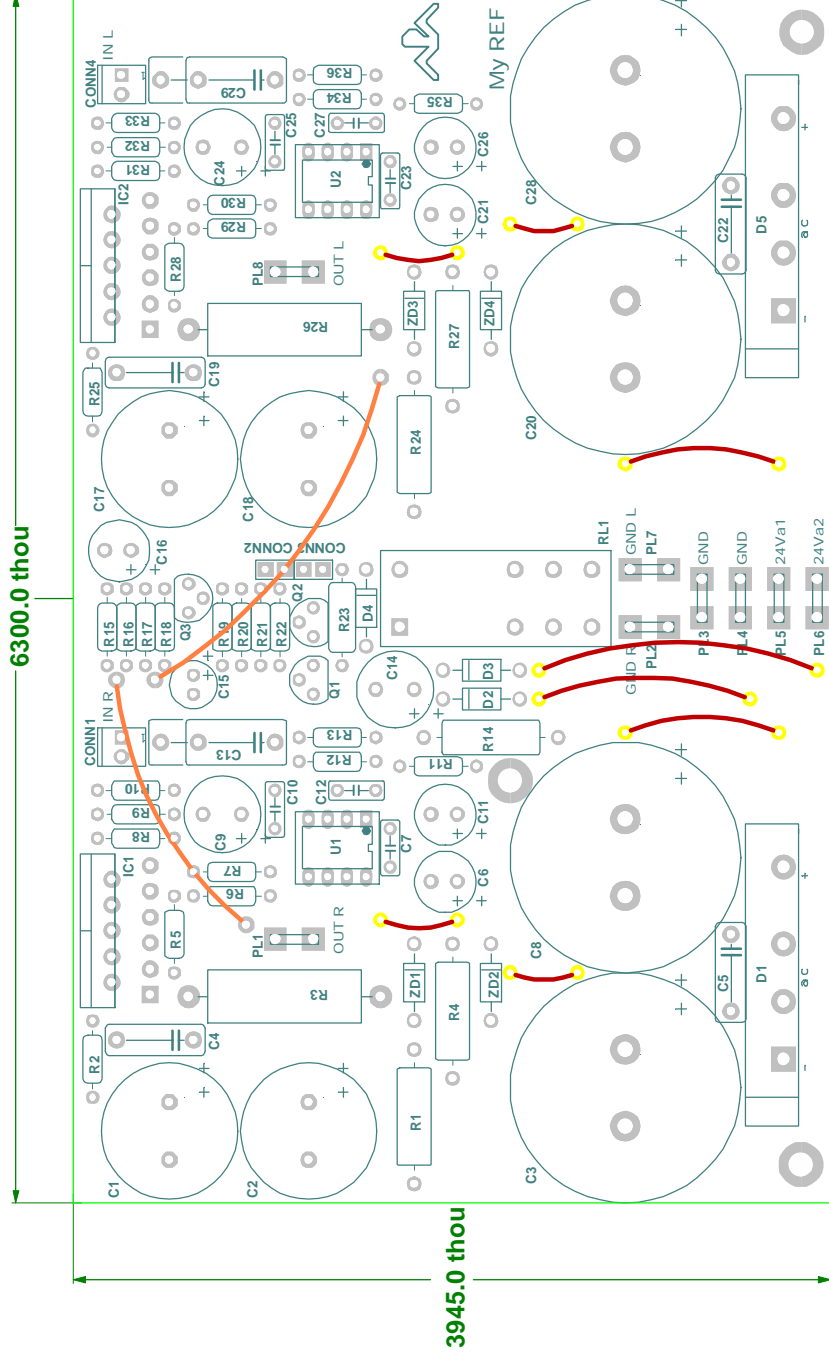 IN L
CONN4
1
C29
R36
R34
R35
My REF
R33
R32
R31
C24
C25
C27
U2
C23
C26
C21
C28
C22
D5
+
ac
-
IC2
R30
R29
R28
PL8
OUT L
R26
ZD3
R27
ZD4
C20
R25
C19
C17
C18
R24
C16
CONN3 CONN2
RL1
GND L
PL7
GND
GND
24Va1
24Va2
R15
R16
R17
R18
Q3
R19
R20
R21
R22
Q2
R23
D4
PL3
PL4
PL5
PL6
PL2
GND R
C15
Q1
C14
D3
D2
IN R
CONN1
1
C13
R13
R12
R14
R11
R10
R9
R8
C9
C10
C12
U1
C7
C11
C6
C8
C5
D1
+
ac
-
IC1
R7
R6
R5
PL1
OUT R
R3
ZD1
R4
ZD2
R2
C4
C1
C2
R1
C3
6300.0 thou
3945.0 thou